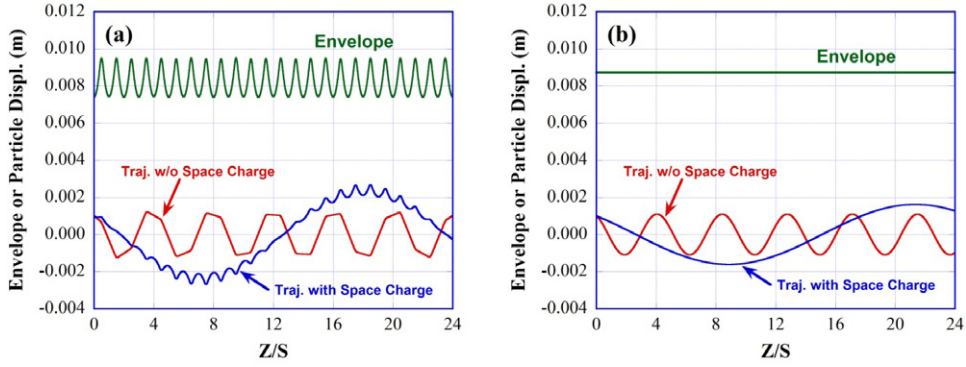 (a)
Envelope
Traj. w/o Space Charge
Traj. with Space Charge
Envelope or Particle Displ. (m)
0.012
0.010
0.008
0.006
0.004
0.002
0.000
-0.002
-0.004
0 4 8 12 16 20 24
Z/S
(b)
Envelope
Traj. w/o Space Charge
Traj. with Space Charge
Envelope or Particle Displ. (m)
0.012
0.010
0.008
0.006
0.004
0.002
0.000
-0.002
-0.004
0 4 8 12 16 20 24
Z/S